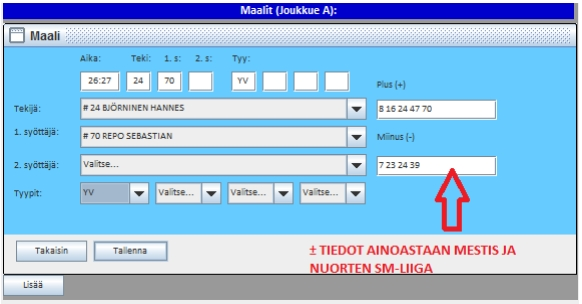 Maalit (Joukkue A):
Maali
Aika: Teki: 1. s: 2. s: Tyy:
26:27 24 70 YV
Plus (+)
Tekijä: # 24 BJÖRNINEN HANNES 8 16 24 47 70
1. syöttäjä: # 70 REPO SEBASTIAN Miinus (-)
2. syöttäjä: Valitse... 7 23 24 39
Tyypit: YV Valitse... Valitse... Valitse...
Takaisin Tallenna
± TIEDOT AINOASTAAN MESTIS JA
NUORTEN SM-LIIGA
Lisää